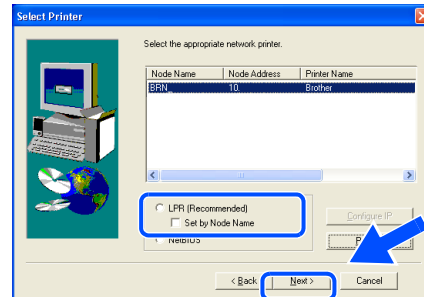 Select Printer
Select the appropriate network printer.
Node Name Node Address Printer Name
BRN_ 10. Brother
LPR (Recommended)
Set by Node Name
Configure IP
NetBIOS
< Back Next > Cancel